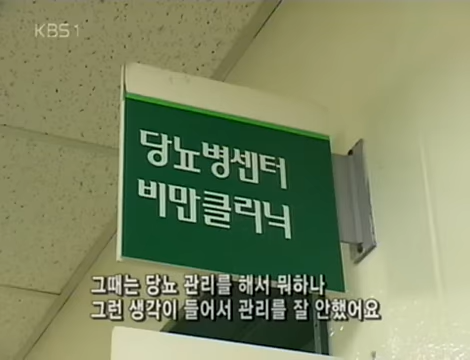 KBS1
당뇨병센터
비만클리닉
그때는 당뇨 관리를 해서 뭐하나
그런 생각이 들어서 관리를 잘 안했어요